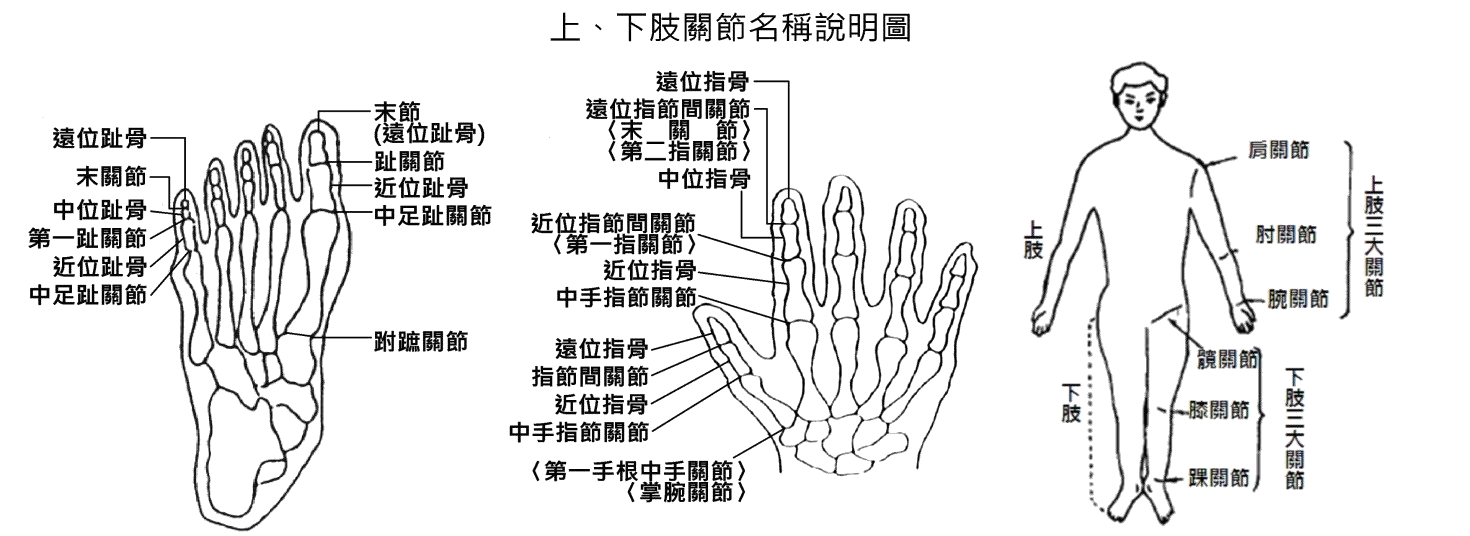 上、下肢關節名稱說明圖
遠位趾骨
末關節
中位趾骨
第一趾關節
近位趾骨
中足趾關節
末節
(遠位趾骨)
趾關節
近位趾骨
中足趾關節
跗蹠關節
遠位指骨
遠位指節間關節
〈末關節〉
〈第二指關節〉
中位指骨
近位指節間關節
〈第一指關節〉
近位指骨
中手指節關節
遠位指骨
指節間關節
近位指骨
中手指節關節
〈第一手根中手關節〉
〈掌腕關節〉
上肢
下肢
肩關節
肘關節
腕關節
上肢三大關節
髖關節
膝關節
踝關節
下肢三大關節